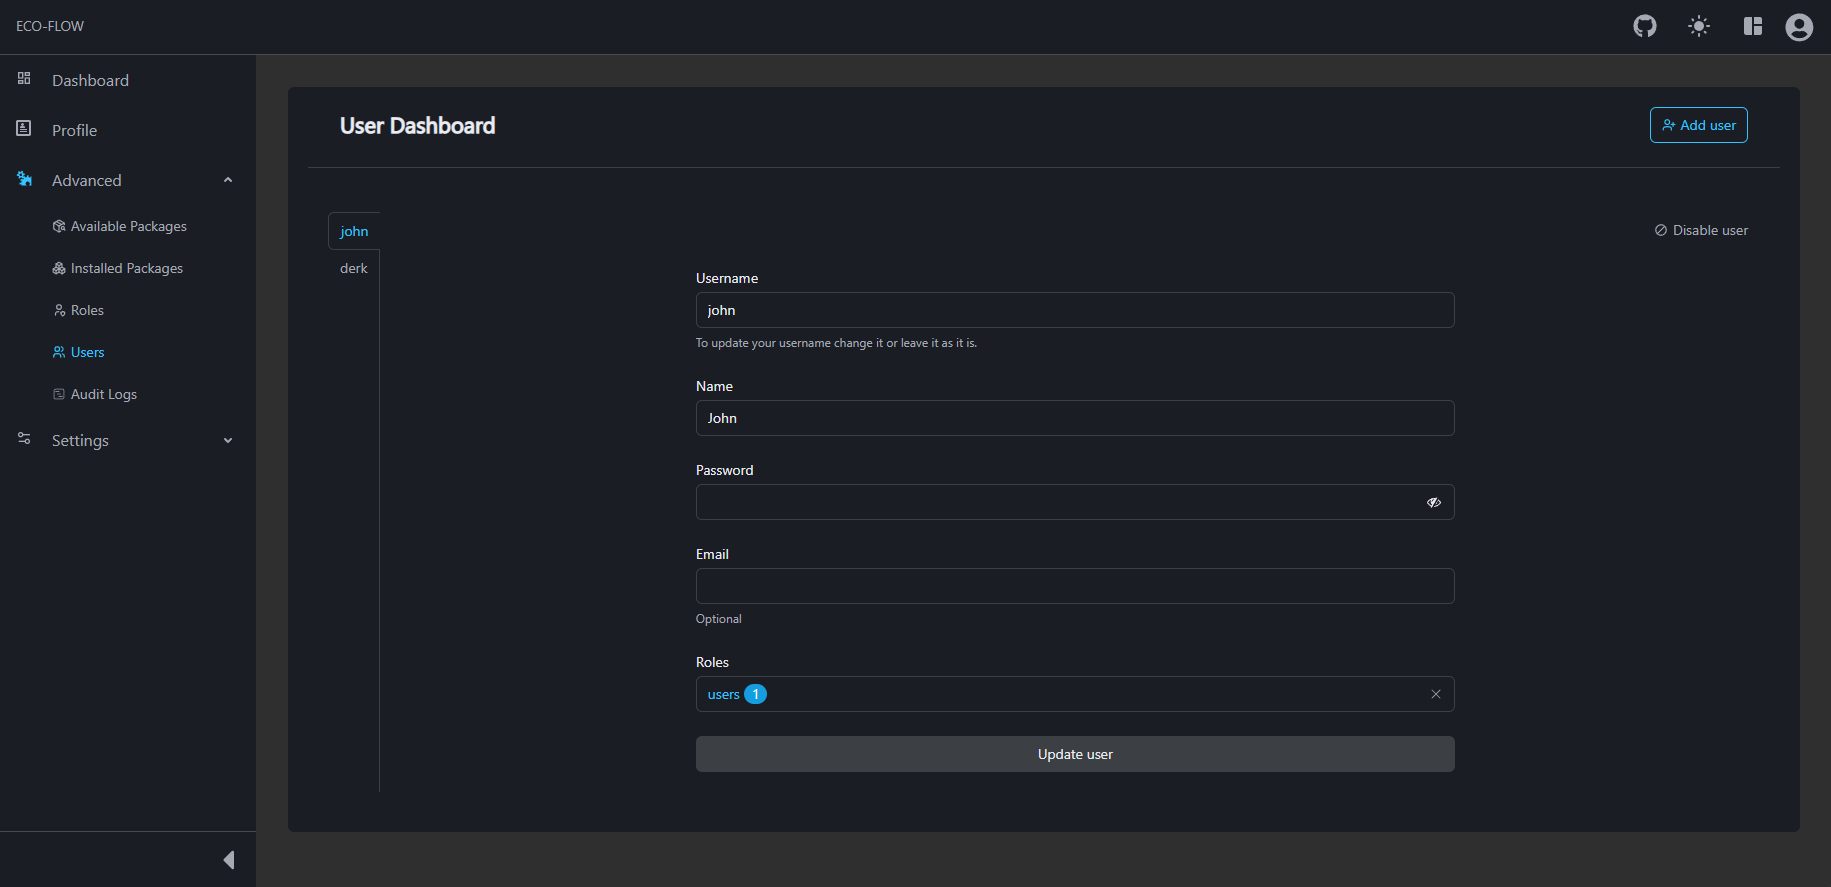 ECO-FLOW
Dashboard
Profile
Advanced
Available Packages
Installed Packages
Roles
Users
Audit Logs
Settings
User Dashboard
Add user
john
derk
Disable user
Username
john
To update your username change it or leave it as it is.
Name
John
Password
Email
Optional
Roles
users 1
Update user